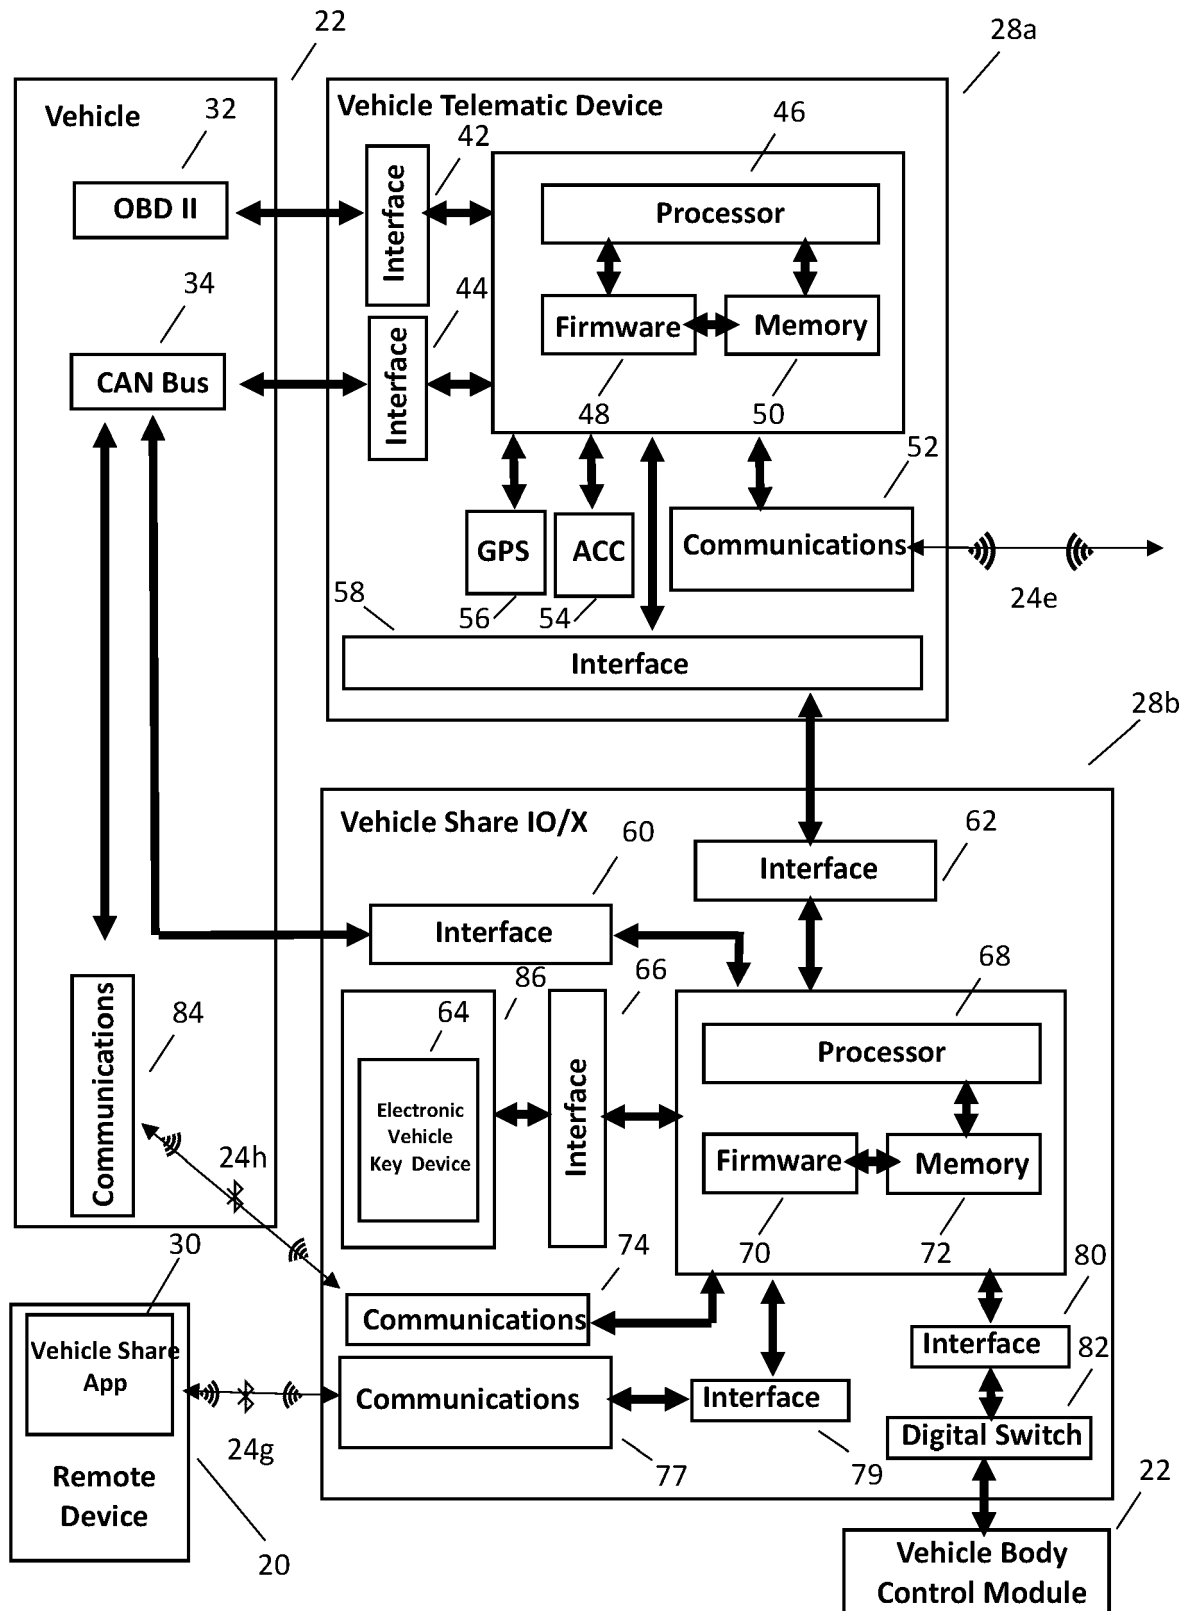 22
28a
Vehicle
32
Vehicle Telematic Device
42
46
OBD II
Interface
Processor
34
44
Firmware
Memory
CAN Bus
Interface
48
50
52
GPS
ACC
Communications
58
56
54
24e
Interface
28b
Vehicle Share IO/X
60
62
Interface
Interface
86
66
68
84
64
Processor
Communications
Electronic
Vehicle
Key Device
Interface
Firmware
Memory
24h
30
74
70
72
80
Communications
Interface
82
Vehicle Share
App
Communications
Interface
Digital Switch
24g
Remote
Device
77
79
22
20
Vehicle Body
Control Module